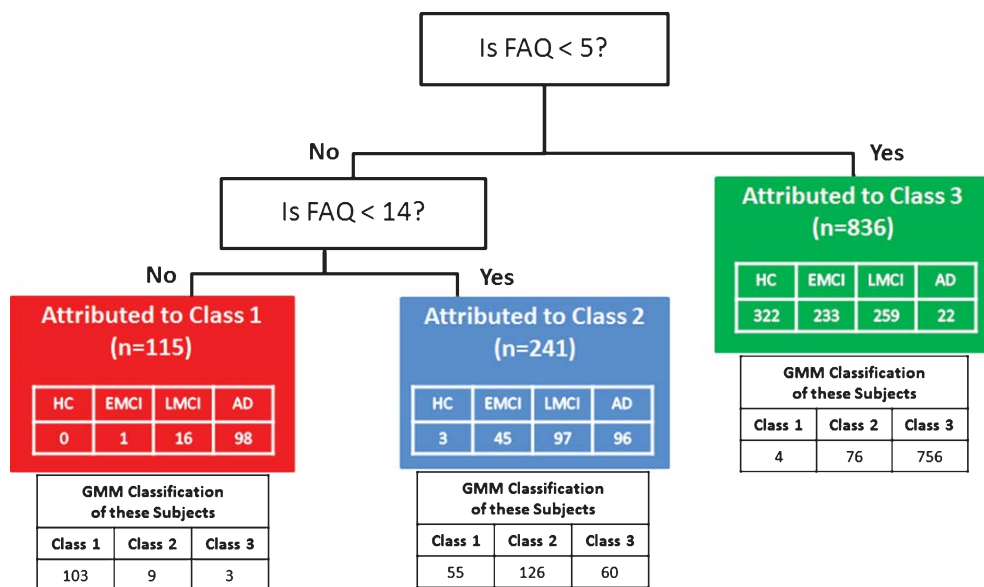 Is FAQ < 5?
No
Yes
Is FAQ < 14?
Attributed to Class 3
(n=836)
HC EMCI LMCI AD
322 233 259 22
GMM Classification
of these Subjects
Class 1 Class 2 Class 3
4 76 756
No
Yes
Attributed to Class 1
(n=115)
HC EMCI LMCI AD
0 1 16 98
GMM Classification
of these Subjects
Class 1 Class 2 Class 3
103 9 3
Attributed to Class 2
(n=241)
HC EMCI LMCI AD
3 45 97 96
GMM Classification
of these Subjects
Class 1 Class 2 Class 3
55 126 60